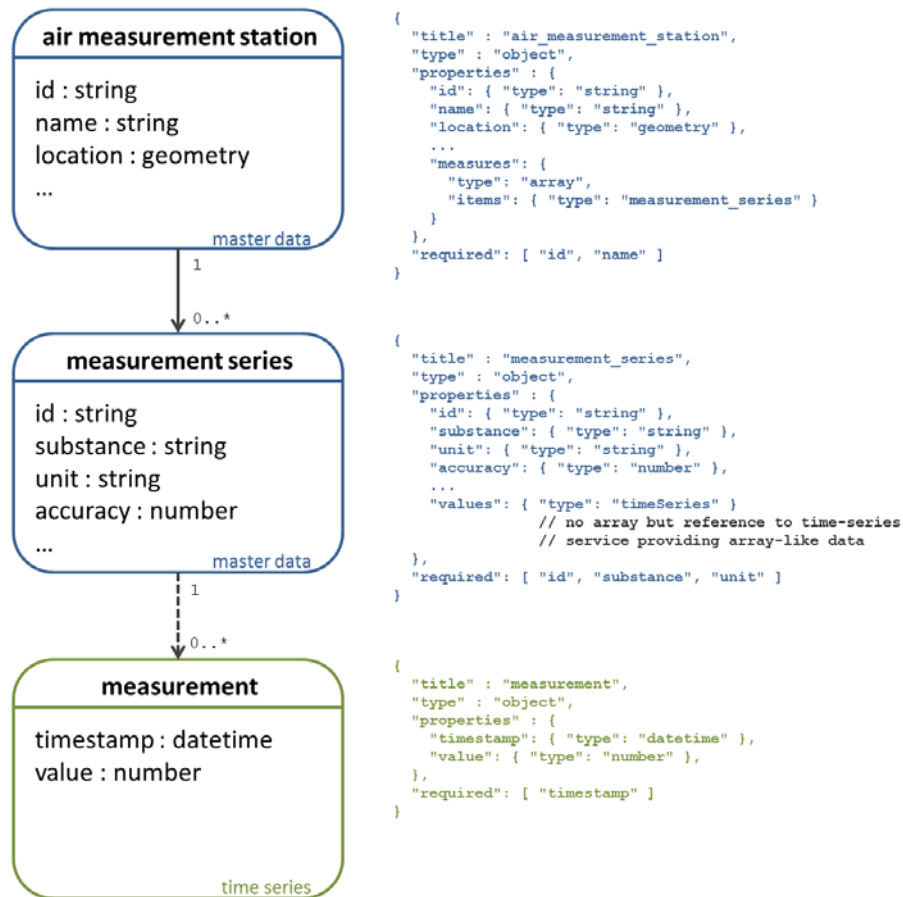 air measurement station
id : string
name : string
location : geometry
...
master data
1
0..*
measurement series
id : string
substance : string
unit : string
accuracy : number
...
master data
1
0..*
measurement
timestamp : datetime
value : number
time series
{
"title" : "air_measurement_station",
"type" : "object",
"properties" : {
"id": { "type": "string" },
"name": { "type": "string" },
"location": { "type": "geometry" },
...
"measures": {
"type": "array",
"items": { "type": "measurement_series" }
}
},
"required": [ "id", "name" ]
}
{
"title" : "measurement_series",
"type" : "object",
"properties" : {
"id": { "type": "string" },
"substance": { "type": "string" },
"unit": { "type": "string" },
"accuracy": { "type": "number" },
...
"values": { "type": "timeSeries" }
// no array but reference to time-series
// service providing array-like data
},
"required": [ "id", "substance", "unit" ]
}
{
"title" : "measurement",
"type" : "object",
"properties" : {
"timestamp": { "type": "datetime" },
"value": { "type": "number" },
},
"required": [ "timestamp" ]
}